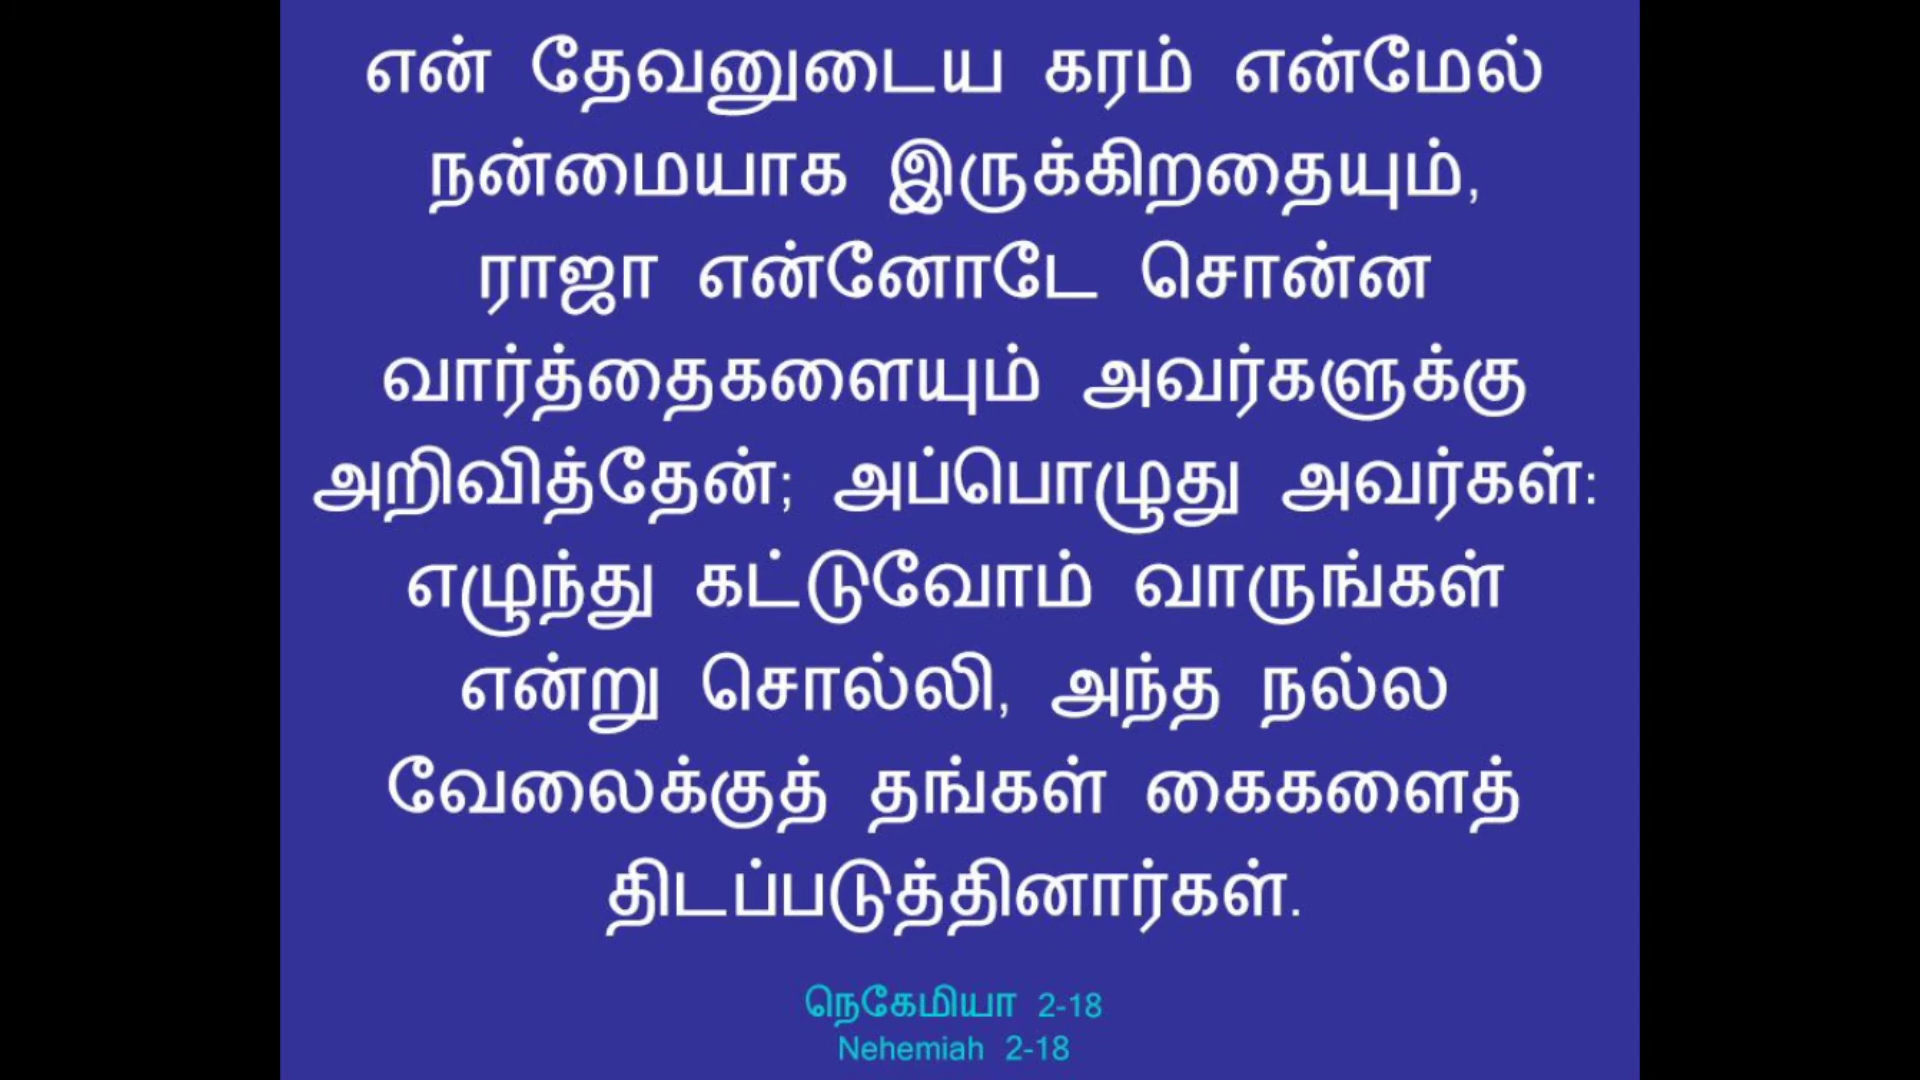 என் தேவனுடைய கரம் என்மேல்
நன்மையாக இருக்கிறதையும்,
ராஜா என்னோடே சொன்ன
வார்த்தைகளையும் அவர்களுக்கு
அறிவித்தேன்; அப்பொழுது அவர்கள்:
எழுந்து கட்டுவோம் வாருங்கள்
என்று சொல்லி, அந்த நல்ல
வேலைக்குத் தங்கள் கைகளைத்
திடப்படுத்தினார்கள்.
நெகேமியா 2-18
Nehemiah 2-18